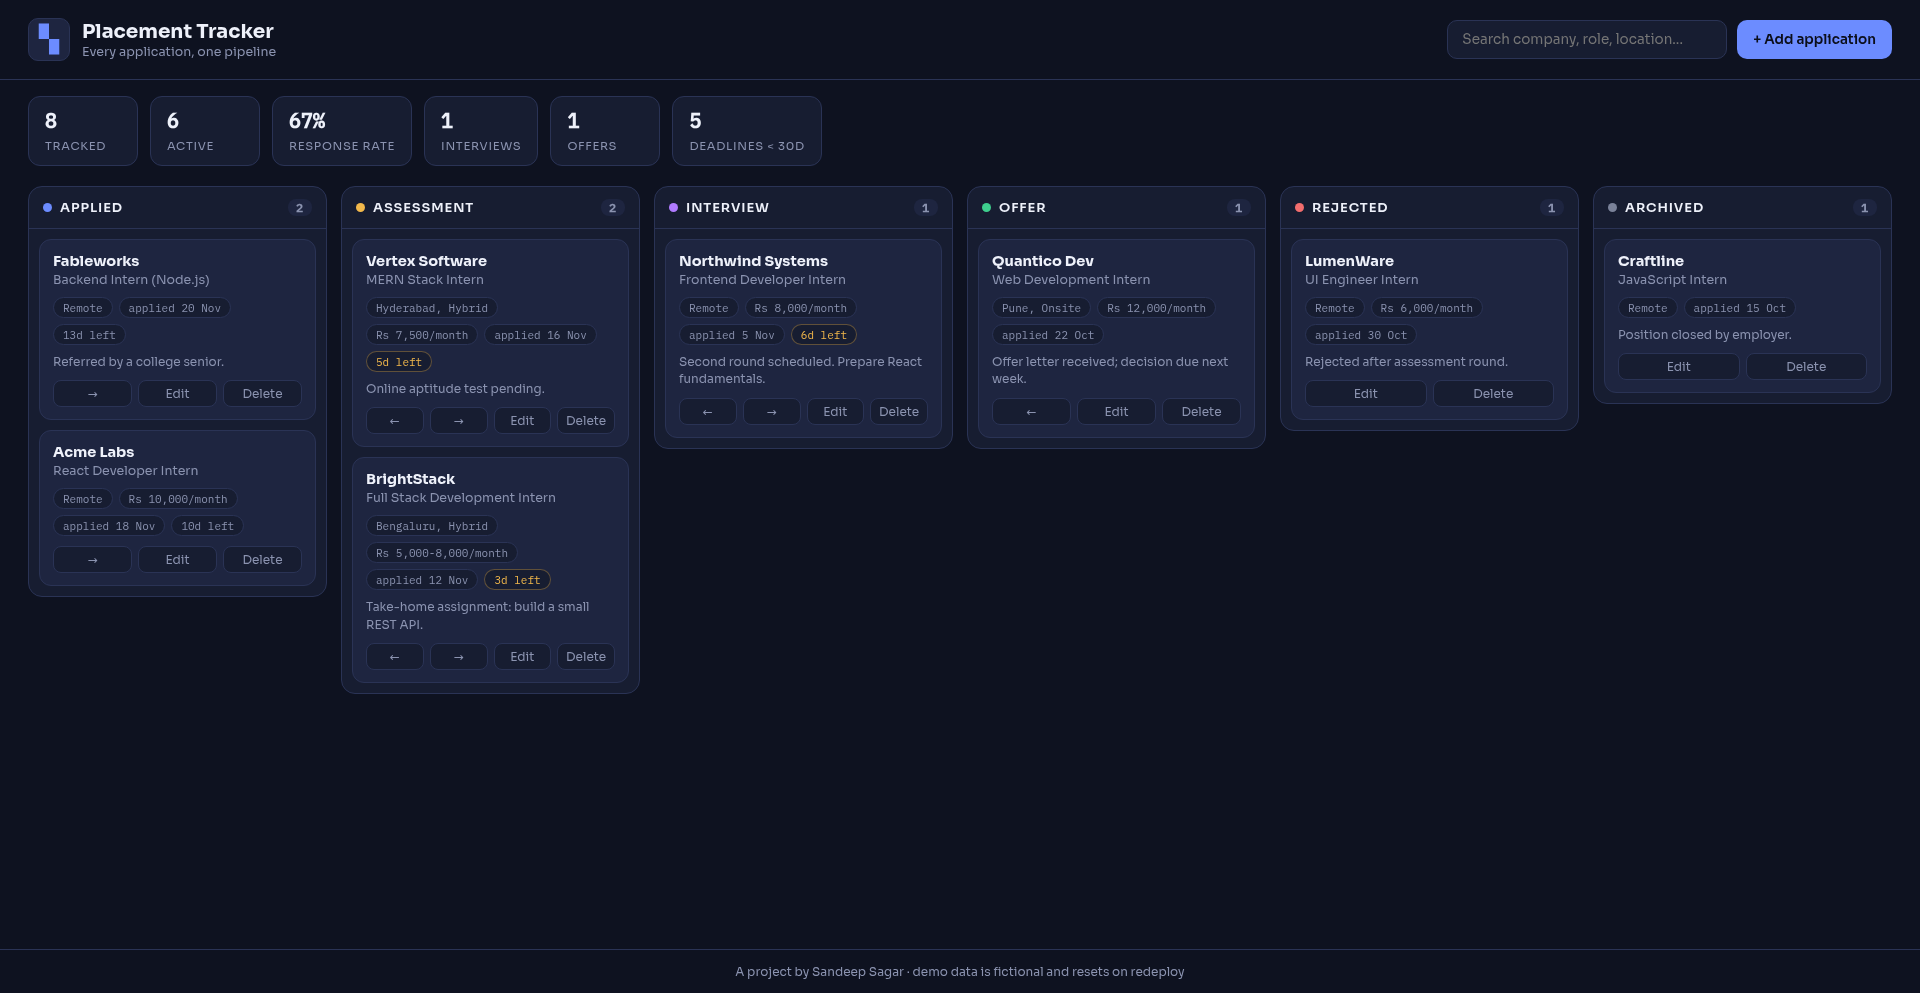 Placement Tracker
Every application, one pipeline
Search company, role, location...
+ Add application
8
TRACKED
6
ACTIVE
67%
RESPONSE RATE
1
INTERVIEWS
1
OFFERS
5
DEADLINES < 30D
APPLIED 2
Fableworks
Backend Intern (Node.js)
Remote applied 20 Nov
13d left
Referred by a college senior.
→ Edit Delete
Acme Labs
React Developer Intern
Remote Rs 10,000/month
applied 18 Nov 10d left
→ Edit Delete
ASSESSMENT 2
Vertex Software
MERN Stack Intern
Hyderabad, Hybrid
Rs 7,500/month applied 16 Nov
5d left
Online aptitude test pending.
← → Edit Delete
BrightStack
Full Stack Development Intern
Bengaluru, Hybrid
Rs 5,000-8,000/month
applied 12 Nov 3d left
Take-home assignment: build a small
REST API.
← → Edit Delete
INTERVIEW 1
Northwind Systems
Frontend Developer Intern
Remote Rs 8,000/month
applied 5 Nov 6d left
Second round scheduled. Prepare React
fundamentals.
← → Edit Delete
OFFER 1
Quantico Dev
Web Development Intern
Pune, Onsite Rs 12,000/month
applied 22 Oct
Offer letter received; decision due next
week.
← Edit Delete
REJECTED 1
LumenWare
UI Engineer Intern
Remote Rs 6,000/month
applied 30 Oct
Rejected after assessment round.
Edit Delete
ARCHIVED 1
Craftline
JavaScript Intern
Remote applied 15 Oct
Position closed by employer.
Edit Delete
A project by Sandeep Sagar · demo data is fictional and resets on redeploy